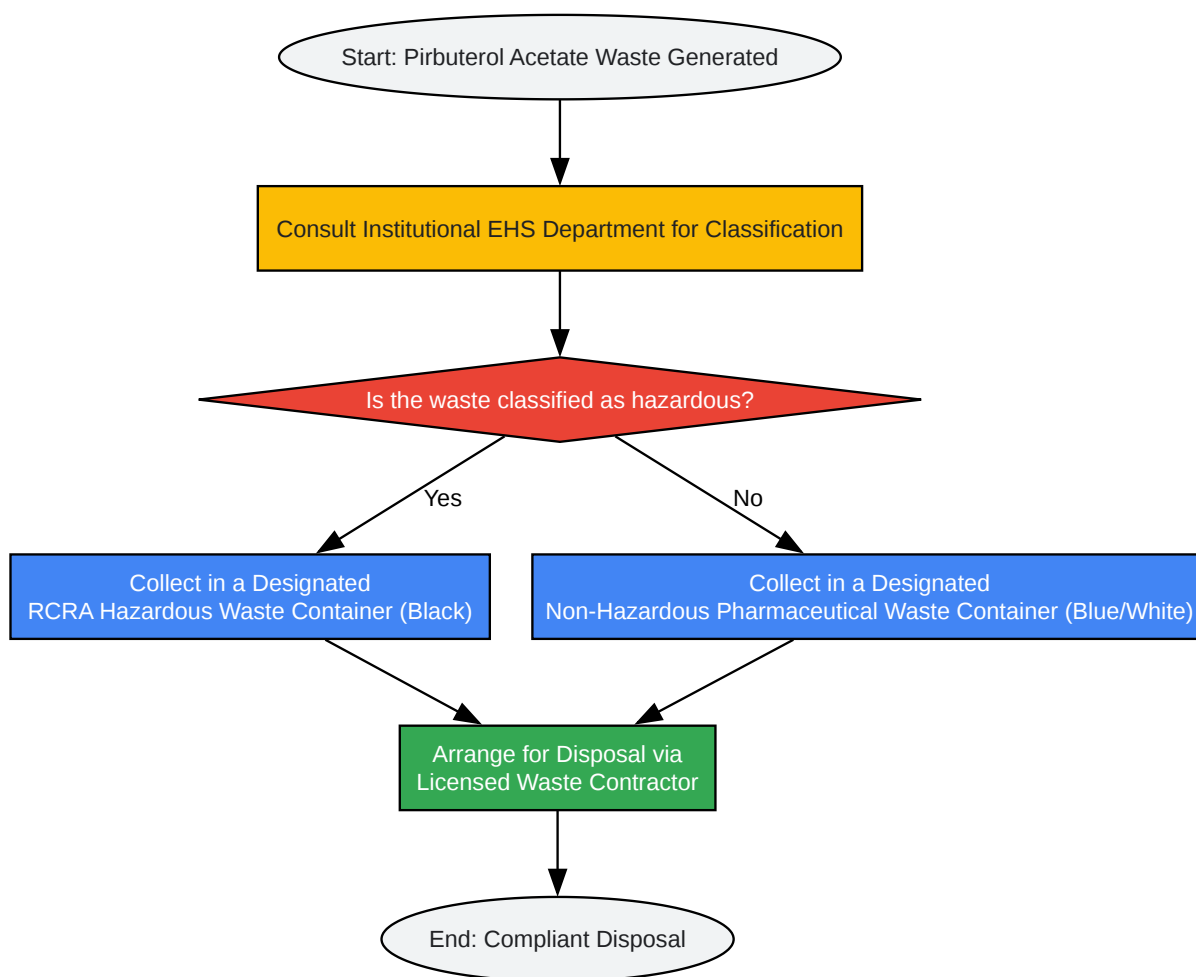 Start: Pirbuterol Acetate Waste Generated
Consult Institutional EHS Department for Classification
Is the waste classified as hazardous?
Yes
No
Collect in a Designated
RCRA Hazardous Waste Container (Black)
Collect in a Designated
Non-Hazardous Pharmaceutical Waste Container (Blue/White)
Arrange for Disposal via
Licensed Waste Contractor
End: Compliant Disposal